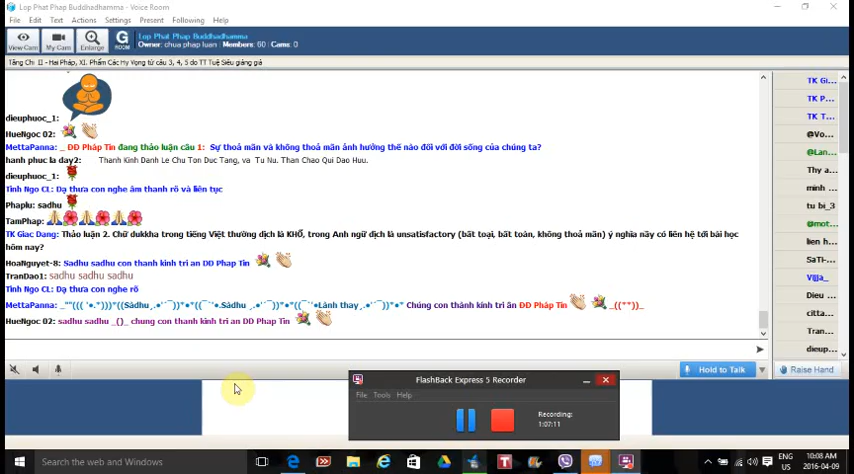 Lop Phat Phap Buddhadhamma - Voice Room
File Edit Text Actions Settings Present Following Help
View Cam My Cam Enlarge G ROOM
Lop Phat Phap Buddhadhamma
Owner: chua phap luan : Members: 60 : Cams: 0
Tăng Chi II - Hai Pháp, XI. Phẩm Các Hy Vọng từ câu 3, 4, 5 do TT Tuệ Siêu giảng giả
dieuphuoc_1:
HueNgoc 02:
MettaPanna: _ ĐĐ Pháp Tín đang thảo luận câu 1: Sự thoả mãn và không thoả mãn ảnh hưởng thế nào đối với đời sống của chúng ta?
hanh phuc la day2: Thanh Kinh Danh Le Chu Ton Duc Tang, va Tu Nu. Than Chao Qui Dao Huu.
dieuphuoc_1:
Tinh Ngo CL: Dạ thưa con nghe âm thanh rõ và liên tục
Phaplu: sadhu
TamPhap:
TK Giac Dang: Thảo luận 2. Chữ dukkha trong tiếng Việt thường dịch là KHỔ, trong Anh ngữ dịch là unsatisfactory (bất toại, bất toàn, không thoả mãn) ý nghĩa nầy có liên hệ tới bài học
hôm nay?
HoaNguyet-8: Sadhu sadhu con thanh kinh tri an DD Phap Tin
TranDao1: sadhu sadhu sadhu
Tinh Ngo CL: Dạ thưa con nghe rõ
MettaPanna: Chúng con thành kính tri ân ĐĐ Pháp Tín _((**))_
HueNgoc 02: sadhu sadhu _()_ chung con thanh kinh tri an DD Phap Tin
TK Gi...
TK P...
TK T...
@Vo...
@Lan...
Thy a...
minh ...
tu bi_3
@mot...
lien h...
SaTi-...
Vijja_
Dieu ...
citta...
Tran...
dieup...
Hold to Talk
Raise Hand
FlashBack Express 5 Recorder
File Tools Help
Recording:
1:07:11
Search the web and Windows
ENG
US
10:08 AM
2016-04-09